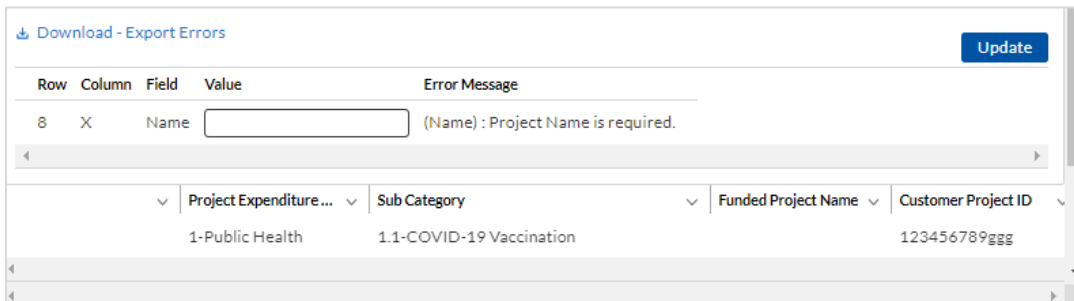 Download - Export Errors
Update
Row Column Field Value Error Message
8 X Name (Name) : Project Name is required.
Project Expenditure ... Sub Category Funded Project Name Customer Project ID
1-Public Health 1.1-COVID-19 Vaccination 123456789ggg